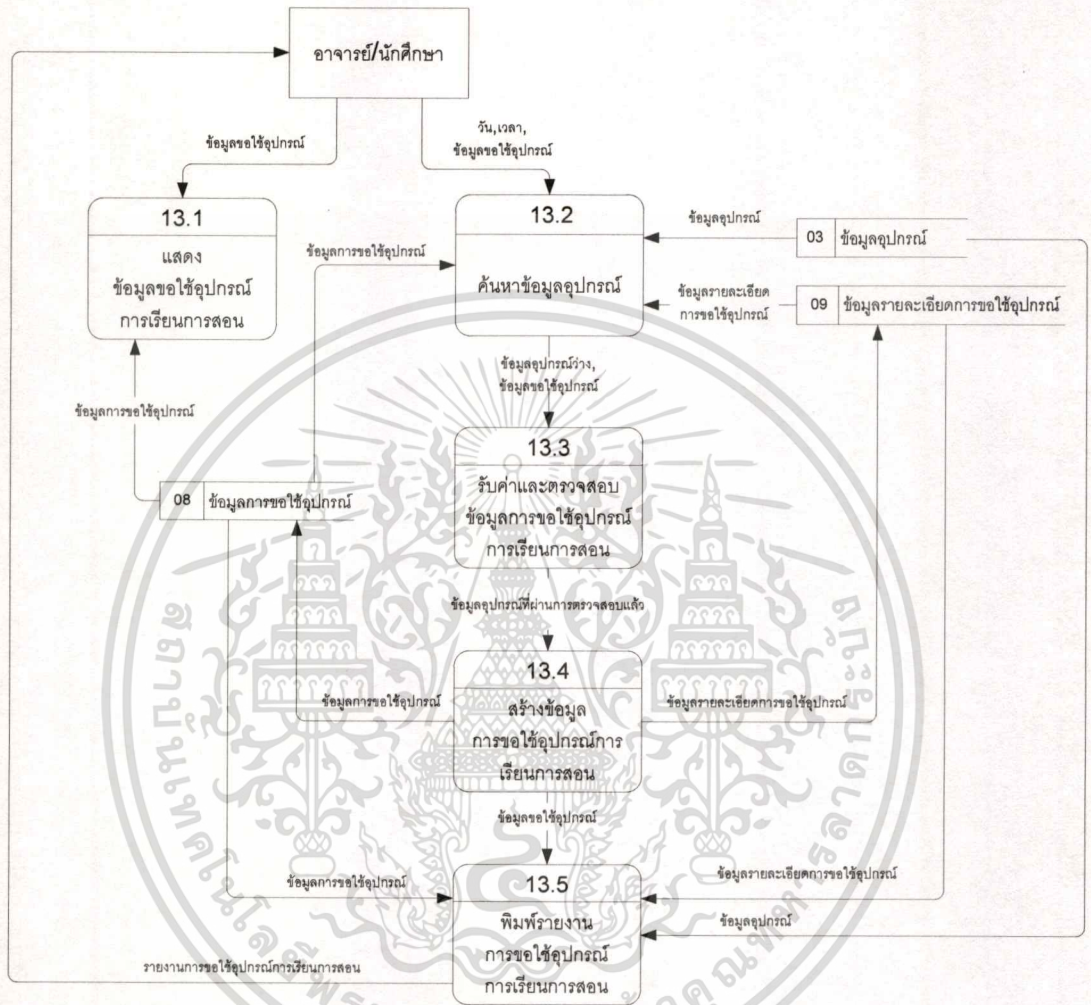 อาจารย์/นักศึกษา
ข้อมูลขอใช้อุปกรณ์
วัน,เวลา,
ข้อมูลขอใช้อุปกรณ์
13.1
แสดง
ข้อมูลขอใช้อุปกรณ์
การเรียนการสอน
13.2
ค้นหาข้อมูลอุปกรณ์
ข้อมูลการขอใช้อุปกรณ์
ข้อมูลอุปกรณ์
03 ข้อมูลอุปกรณ์
ข้อมูลรายละเอียด
การขอใช้อุปกรณ์
09 ข้อมูลรายละเอียดการขอใช้อุปกรณ์
ข้อมูลอุปกรณ์ว่าง,
ข้อมูลขอใช้อุปกรณ์
ข้อมูลการขอใช้อุปกรณ์
08 ข้อมูลการขอใช้อุปกรณ์
13.3
รับค่าและตรวจสอบ
ข้อมูลการขอใช้อุปกรณ์
การเรียนการสอน
ข้อมูลอุปกรณ์ที่ผ่านการตรวจสอบแล้ว
13.4
สร้างข้อมูล
การขอใช้อุปกรณ์การ
เรียนการสอน
ข้อมูลการขอใช้อุปกรณ์
ข้อมูลรายละเอียดการขอใช้อุปกรณ์
ข้อมูลขอใช้อุปกรณ์
13.5
พิมพ์รายงาน
การขอใช้อุปกรณ์
การเรียนการสอน
ข้อมูลการขอใช้อุปกรณ์
ข้อมูลรายละเอียดการขอใช้อุปกรณ์
ข้อมูลอุปกรณ์
รายงานการขอใช้อุปกรณ์การเรียนการสอน